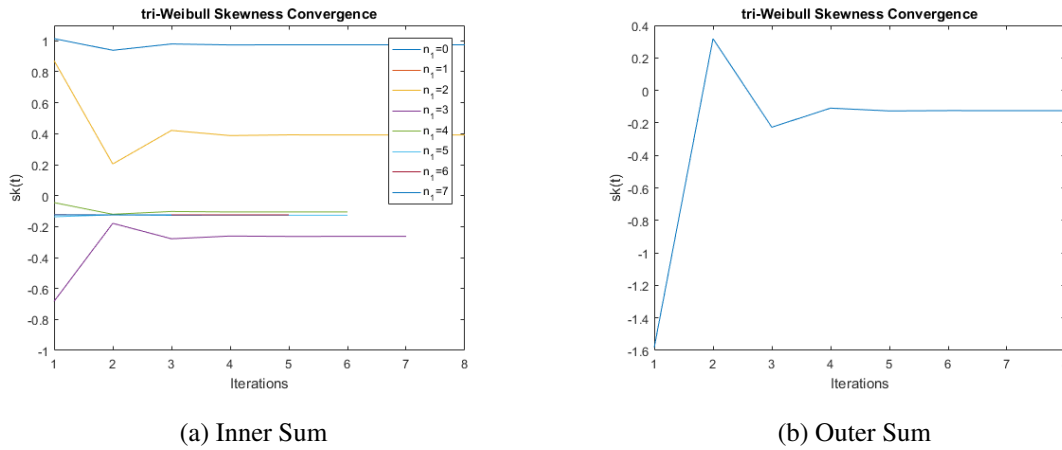 tri-Weibull Skewness Convergence
1
0.8
0.6
0.4
0.2
0
-0.2
-0.4
-0.6
-0.8
-1
sk(t)
n1=0
n1=1
n1=2
n1=3
n1=4
n1=5
n1=6
n1=7
1 2 3 4 5 6 7 8
Iterations
(a) Inner Sum
tri-Weibull Skewness Convergence
0.4
0.2
0
-0.2
-0.4
-0.6
-0.8
-1
-1.2
-1.4
-1.6
sk(t)
1 2 3 4 5 6 7
Iterations
(b) Outer Sum